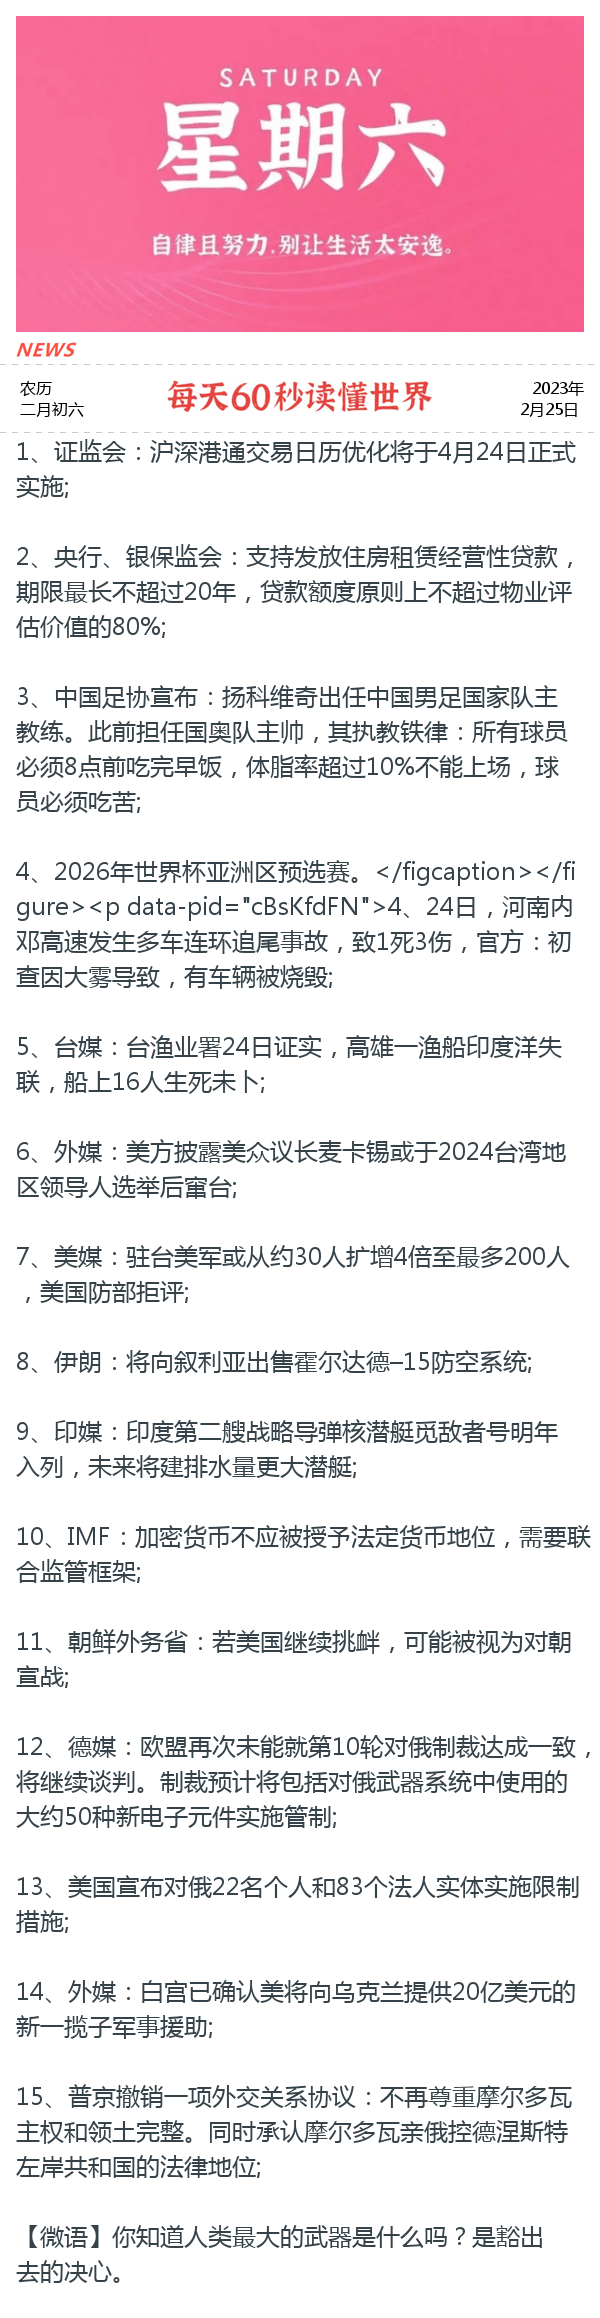 SATURDAY
星期六
自律且努力,别让生活太安逸。
NEWS
农历
二月初六
每天60秒读懂世界
2023年
2月25日
1、证监会：沪深港通交易日历优化将于4月24日正式
实施;
2、央行、银保监会：支持发放住房租赁经营性贷款，
期限最长不超过20年，贷款额度原则上不超过物业评
估价值的80%;
3、中国足协宣布：扬科维奇出任中国男足国家队主
教练。此前担任国奥队主帅，其执教铁律：所有球员
必须8点前吃完早饭，体脂率超过10%不能上场，球
员必须吃苦;
4、2026年世界杯亚洲区预选赛。</figcaption></fi
gure><p data-pid="cBsKfdFN">4、24日，河南内
邓高速发生多车连环追尾事故，致1死3伤，官方：初
查因大雾导致，有车辆被烧毁;
5、台媒：台渔业署24日证实，高雄一渔船印度洋失
联，船上16人生死未卜;
6、外媒：美方披露美众议长麦卡锡或于2024台湾地
区领导人选举后窜台;
7、美媒：驻台美军或从约30人扩增4倍至最多200人
，美国防部拒评;
8、伊朗：将向叙利亚出售霍尔达德—15防空系统;
9、印媒：印度第二艘战略导弹核潜艇觅敌者号明年
入列，未来将建排水量更大潜艇;
10、IMF：加密货币不应被授予法定货币地位，需要联
合监管框架;
11、朝鲜外务省：若美国继续挑衅，可能被视为对朝
宣战;
12、德媒：欧盟再次未能就第10轮对俄制裁达成一致，
将继续谈判。制裁预计将包括对俄武器系统中使用的
大约50种新电子元件实施管制;
13、美国宣布对俄22名个人和83个法人实体实施限制
措施;
14、外媒：白宫已确认美将向乌克兰提供20亿美元的
新一揽子军事援助;
15、普京撤销一项外交关系协议：不再尊重摩尔多瓦
主权和领土完整。同时承认摩尔多瓦亲俄控德涅斯特
左岸共和国的法律地位;
【微语】你知道人类最大的武器是什么吗？是豁出
去的决心。